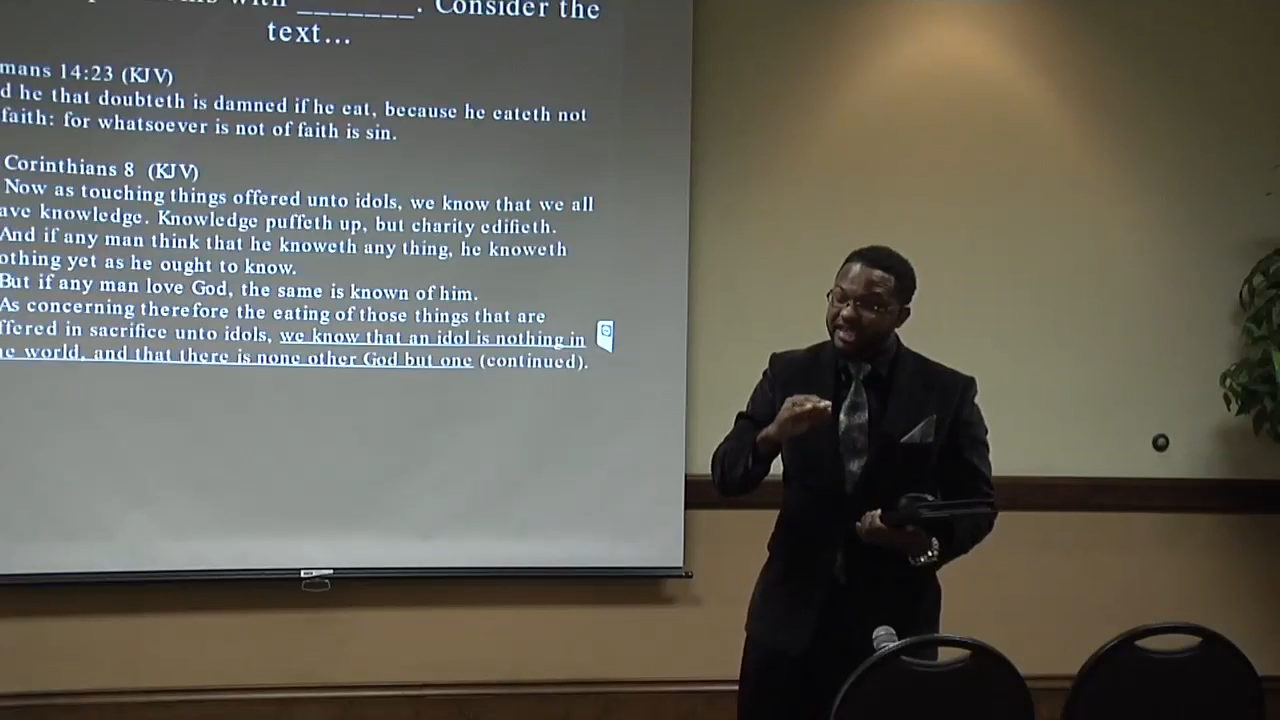 with _______. Consider the
text...
mans 14:23 (KJV)
d he that doubteth is damned if he eat, because he eateth not
faith: for whatsoever is not of faith is sin.
Corinthians 8 (KJV)
Now as touching things offered unto idols, we know that we all
ave knowledge. Knowledge puffeth up, but charity edifieth.
And if any man think that he knoweth any thing, he knoweth
othing yet as he ought to know.
But if any man love God, the same is known of him.
As concerning therefore the eating of those things that are
ffered in sacrifice unto idols, we know that an idol is nothing in
e world, and that there is none other God but one (continued).